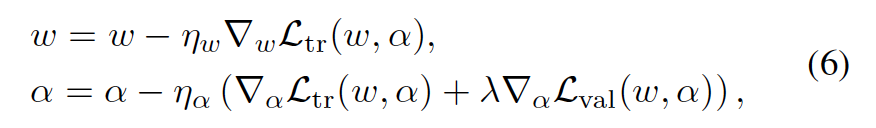 w = w − η_w ∇_w ℒ_tr(w, α),
α = α − η_α (∇_α ℒ_tr(w, α) + λ∇_α ℒ_val(w, α)), (6)